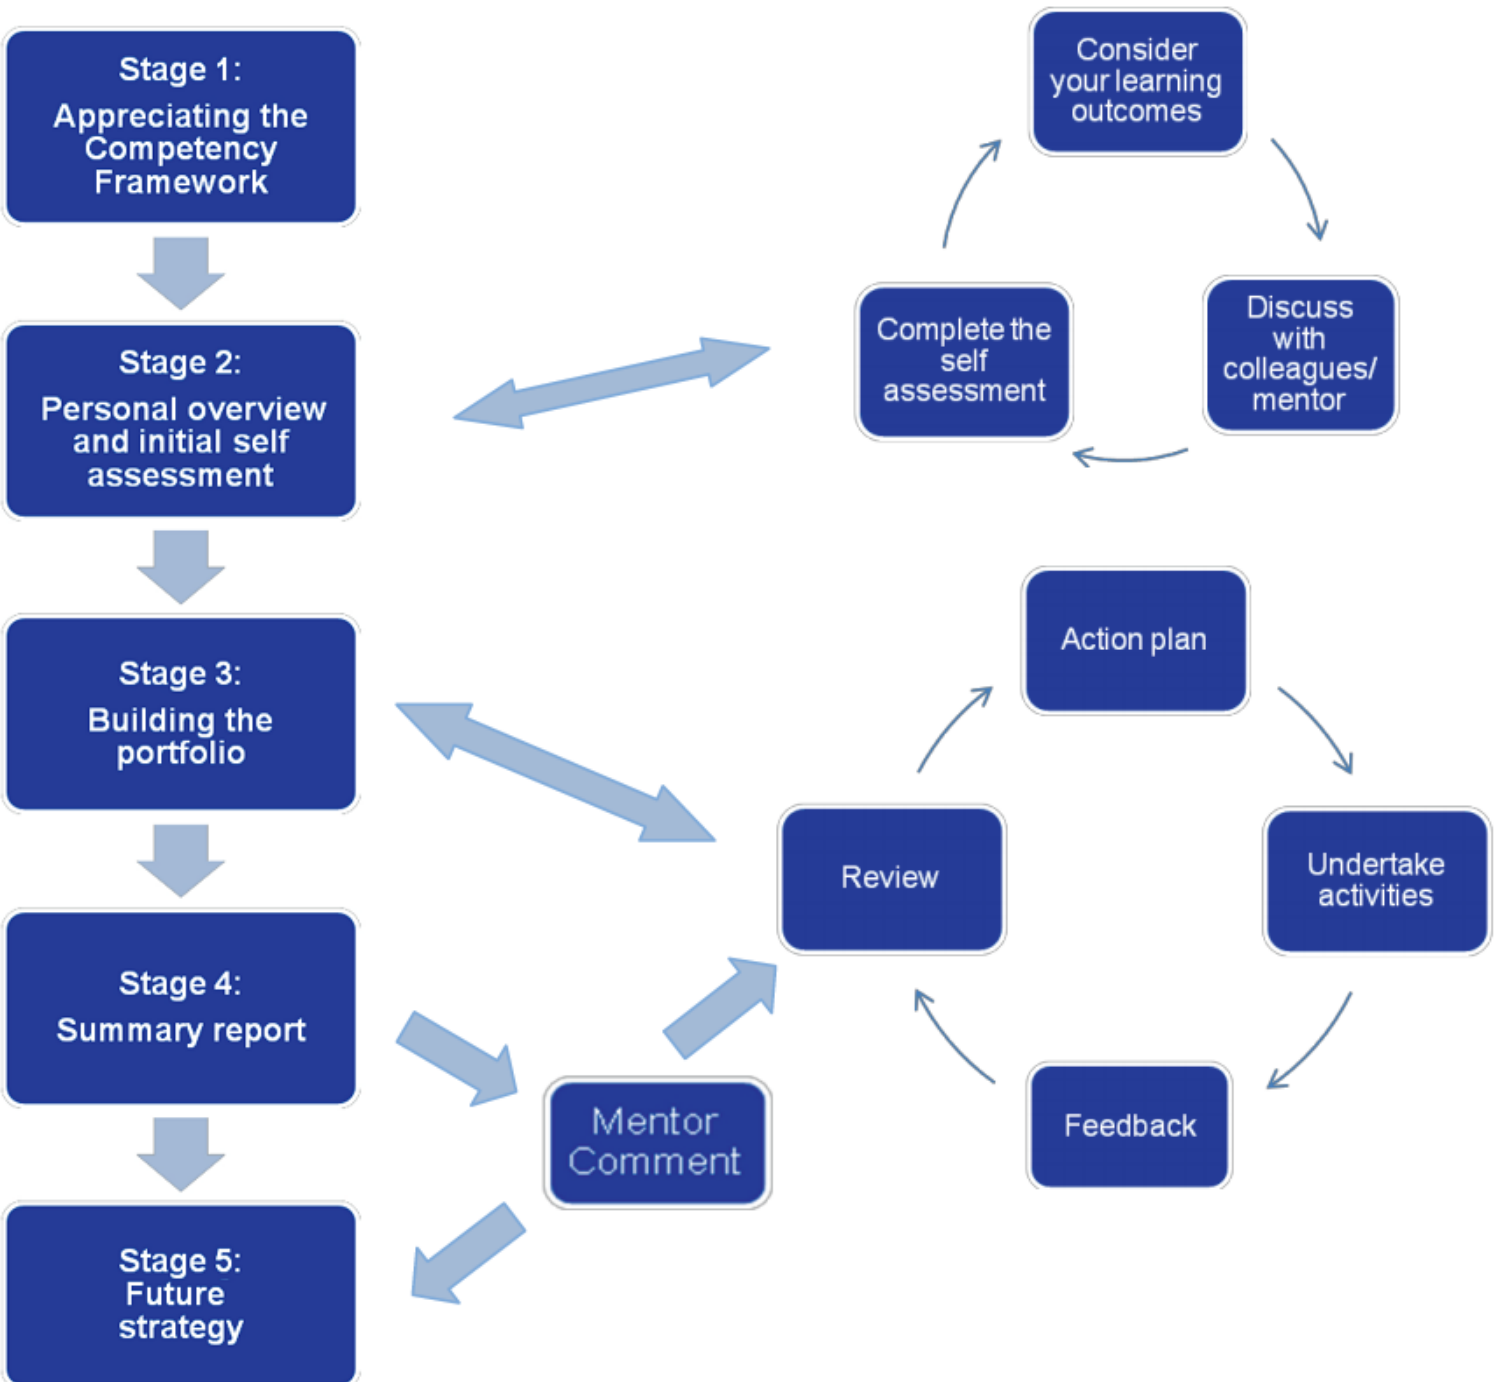 Stage 1:
Appreciating the
Competency
Framework
Stage 2:
Personal overview
and initial self
assessment
Stage 3:
Building the
portfolio
Stage 4:
Summary report
Stage 5:
Future
strategy
Consider
your learning
outcomes
Discuss
with
colleagues/
mentor
Complete the
self
assessment
Action plan
Undertake
activities
Feedback
Review
Mentor
Comment